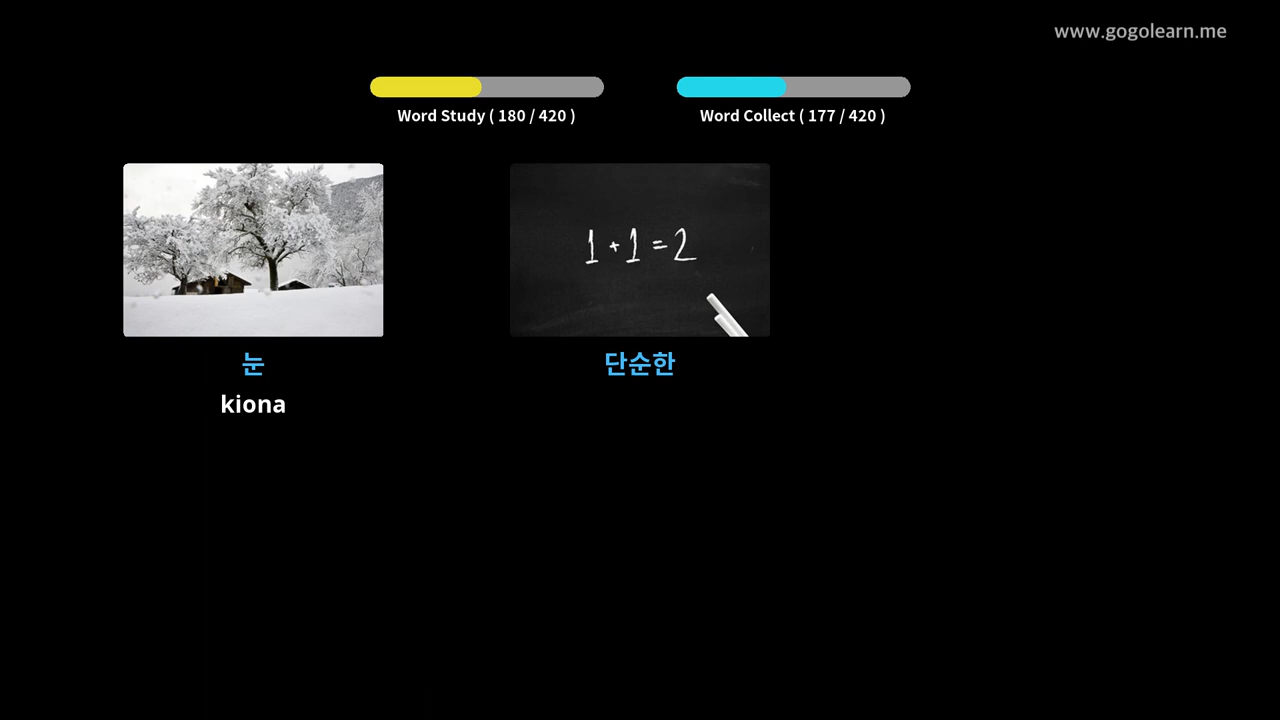 www.gogolearn.me
Word Study ( 180 / 420 )
Word Collect ( 177 / 420 )
1+1=2
눈
단순한
kiona